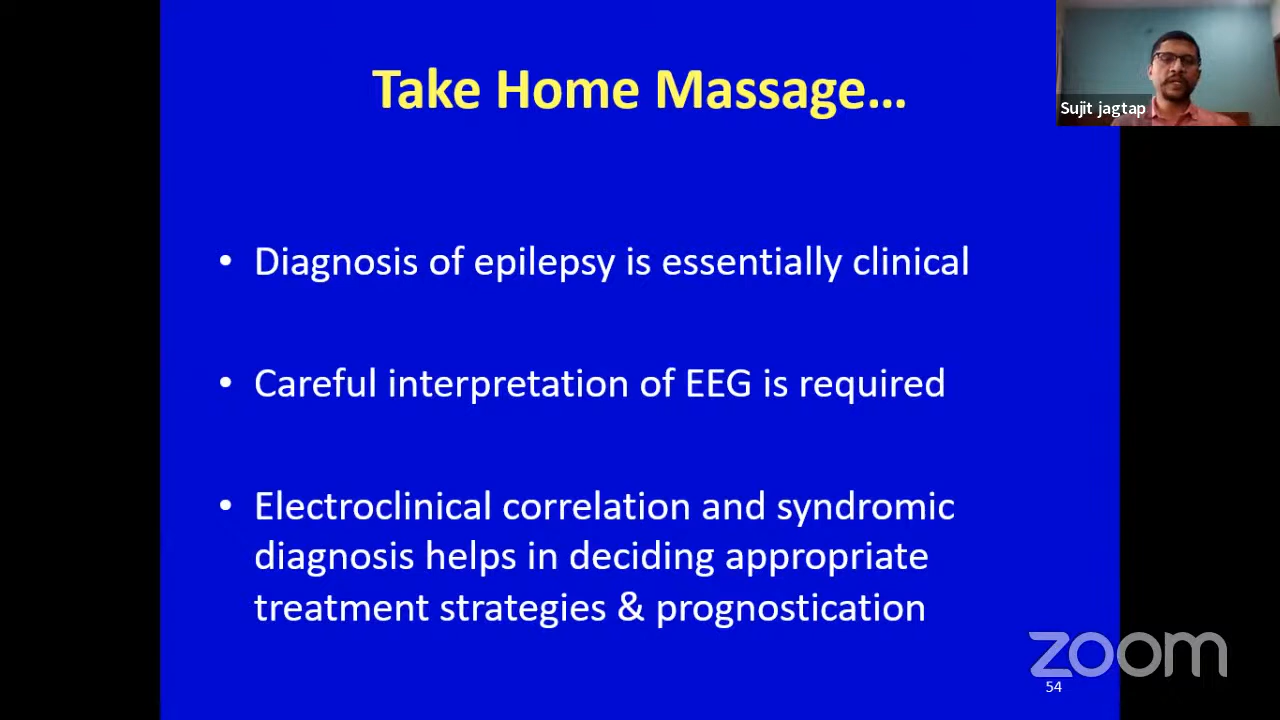 Take Home Massage...
Sujit jagtap
• Diagnosis of epilepsy is essentially clinical
• Careful interpretation of EEG is required
• Electroclinical correlation and syndromic
diagnosis helps in deciding appropriate
treatment strategies & prognostication
zoom
54